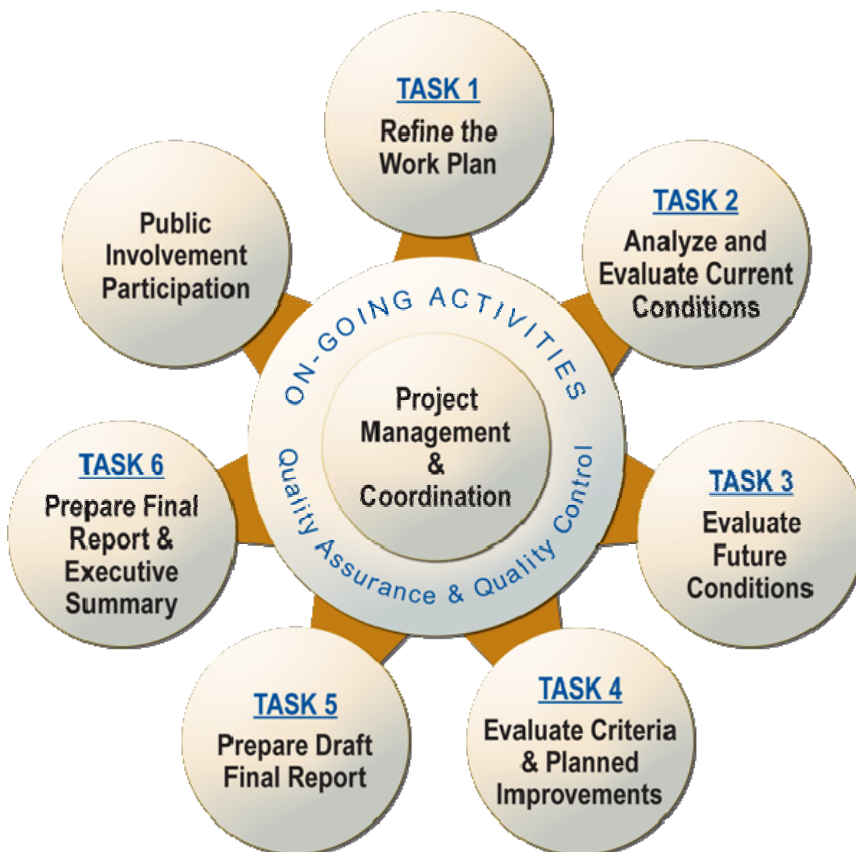 TASK 1
Refine the
Work Plan
TASK 2
Analyze and
Evaluate Current
Conditions
TASK 3
Evaluate
Future
Conditions
TASK 4
Evaluate Criteria
& Planned
Improvements
TASK 5
Prepare Draft
Final Report
TASK 6
Prepare Final
Report &
Executive
Summary
Public
Involvement
Participation
ON-GOING ACTIVITIES
Project
Management
&
Coordination
Quality Assurance & Quality Control